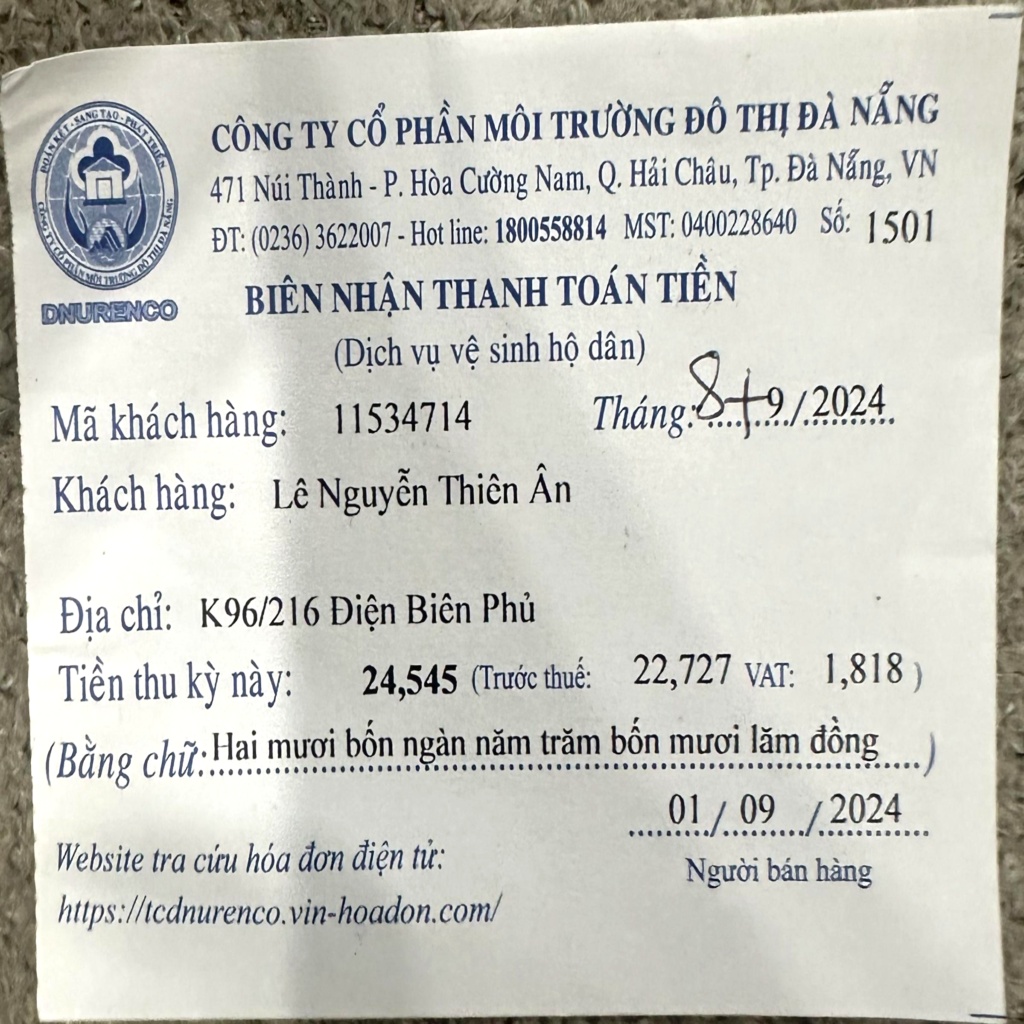 ĐOÀN KẾT - SANG TẠO - PHÁT TRIỂN
CÔNG TY CỔ PHẦN MÔI TRƯỜNG ĐÔ THỊ ĐÀ NẴNG
DNURENCO
CÔNG TY CỔ PHẦN MÔI TRƯỜNG ĐÔ THỊ ĐÀ NẴNG
471 Núi Thành - P. Hòa Cường Nam, Q. Hải Châu, Tp. Đà Nẵng, VN
ĐT: (0236) 3622007 - Hot line: 1800558814 MST: 0400228640 Số: 1501
BIÊN NHẬN THANH TOÁN TIỀN
(Dịch vụ vệ sinh hộ dân)
Mã khách hàng: 11534714 Tháng: 8+9/2024
Khách hàng: Lê Nguyễn Thiên Ân
Địa chỉ: K96/216 Điện Biên Phủ
Tiền thu kỳ này: 24,545 (Trước thuế: 22,727 VAT: 1,818 )
(Bằng chữ: Hai mươi bốn ngàn năm trăm bốn mươi lăm đồng )
01 / 09 / 2024
Người bán hàng
Website tra cứu hóa đơn điện tử:
https://tcdnurenco.vin-hoadon.com/